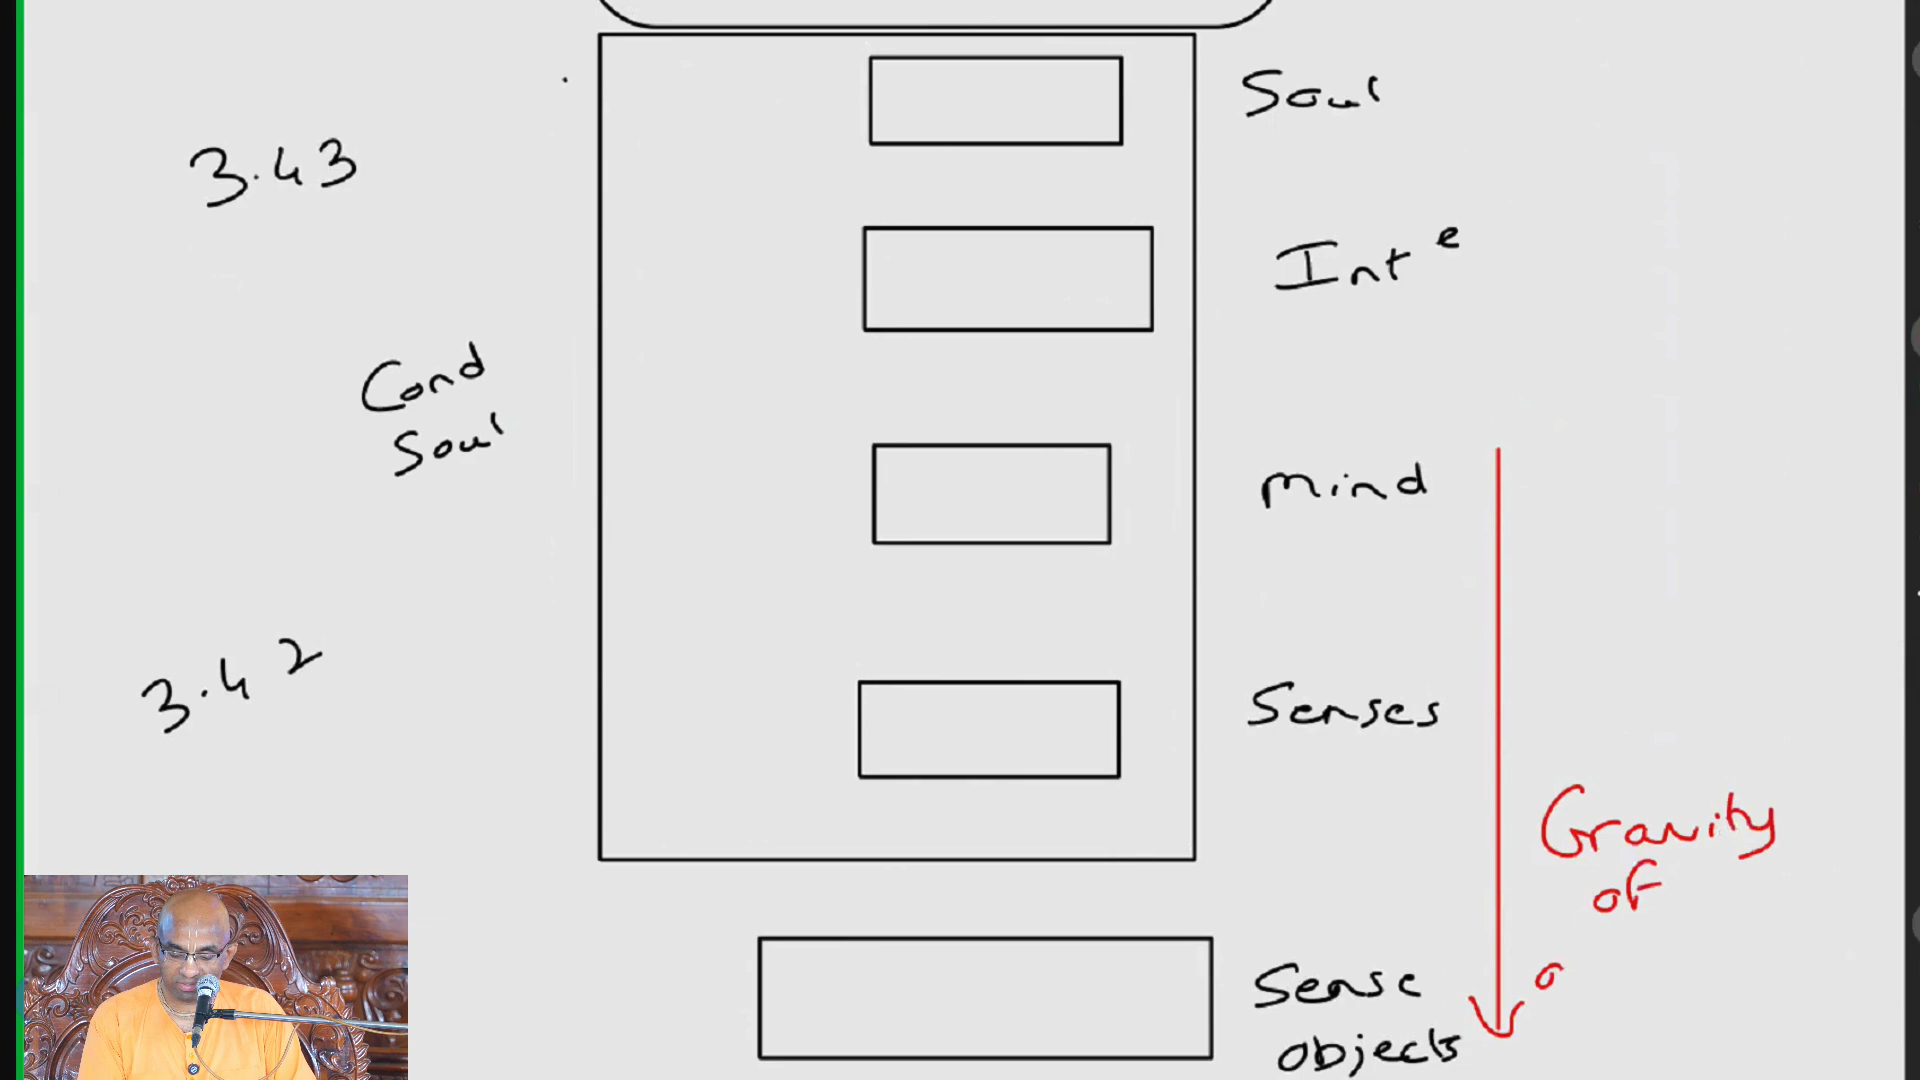 Soul
3.43
Int e
Cond
Soul
mind
3.42
Senses
Gravity
of
o
Sense
objects